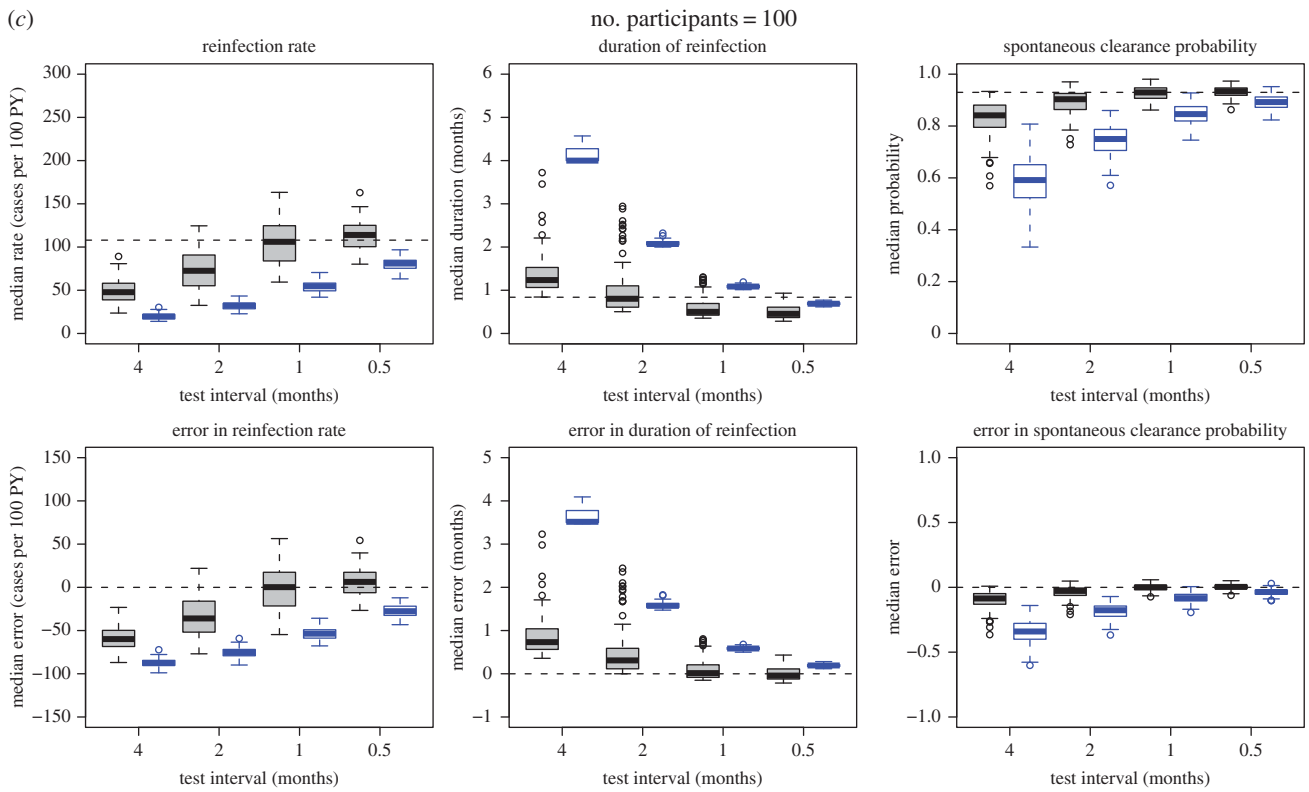 (c)
no. participants = 100
reinfection rate
duration of reinfection
spontaneous clearance probability
median rate (cases per 100 PY)
300
250
200
150
100
50
0
4 2 1 0.5
test interval (months)
median duration (months)
6
5
4
3
2
1
0
4 2 1 0.5
test interval (months)
median probability
1.0
0.8
0.6
0.4
0.2
0
4 2 1 0.5
test interval (months)
error in reinfection rate
error in duration of reinfection
error in spontaneous clearance probability
median error (cases per 100 PY)
150
100
50
0
−50
−100
−150
4 2 1 0.5
test interval (months)
median error (months)
5
4
3
2
1
0
−1
4 2 1 0.5
test interval (months)
median error
1.0
0.5
0
−0.5
−1.0
4 2 1 0.5
test interval (months)